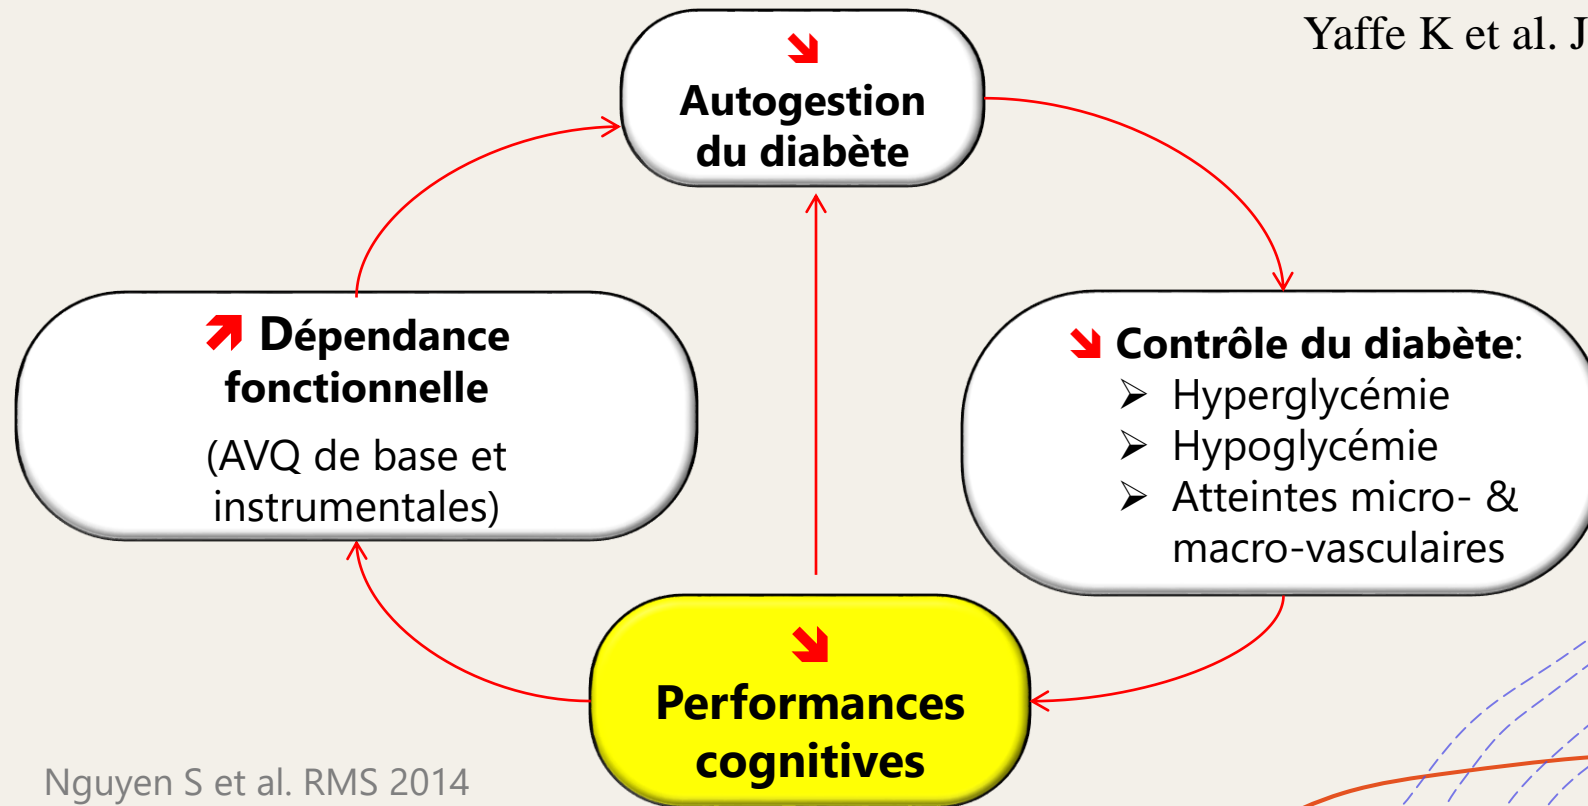 Yaffe K et al. J
Autogestion
du diabète
Dépendance
fonctionnelle
(AVQ de base et
instrumentales)
Contrôle du diabète:
Hyperglycémie
Hypoglycémie
Atteintes micro- &
macro-vasculaires
Performances
cognitives
Nguyen S et al. RMS 2014